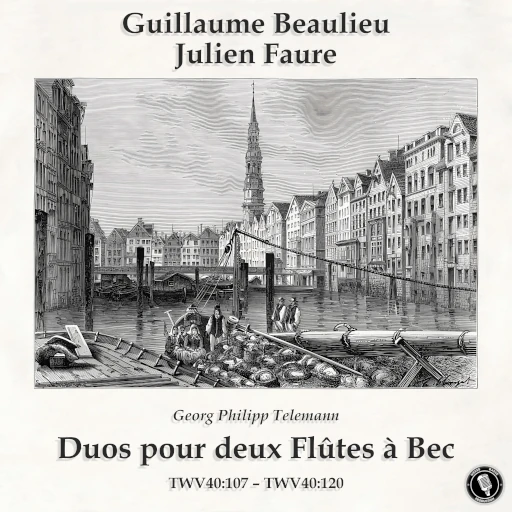 Guillaume Beaulieu
Julien Faure
Georg Philipp Telemann
Duos pour deux Flûtes à Bec
TWV40:107 – TWV40:120